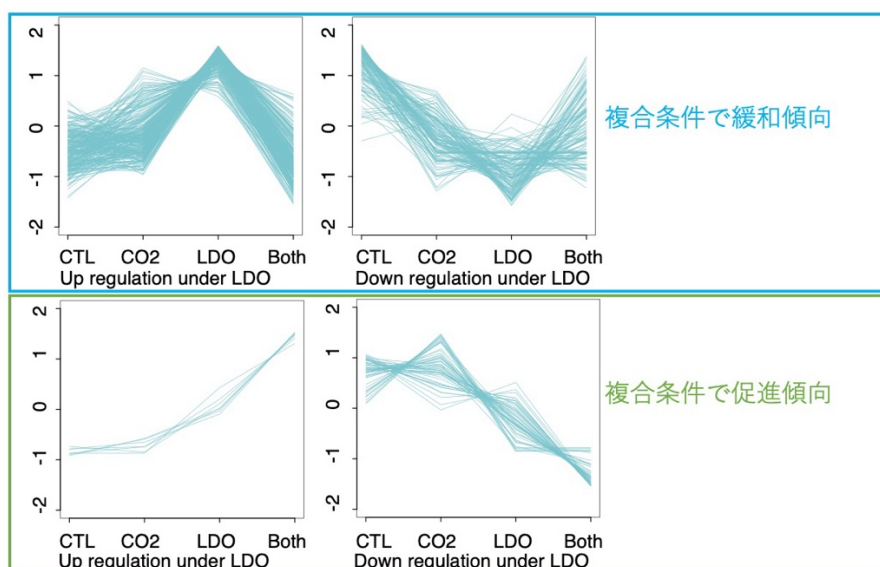 2
1
0
-1
-2
CTL CO2 LDO Both
Up regulation under LDO
2
1
0
-1
-2
CTL CO2 LDO Both
Down regulation under LDO
複合条件で緩和傾向
2
1
0
-1
-2
CTL CO2 LDO Both
Up regulation under LDO
2
1
0
-1
-2
CTL CO2 LDO Both
Down regulation under LDO
複合条件で促進傾向